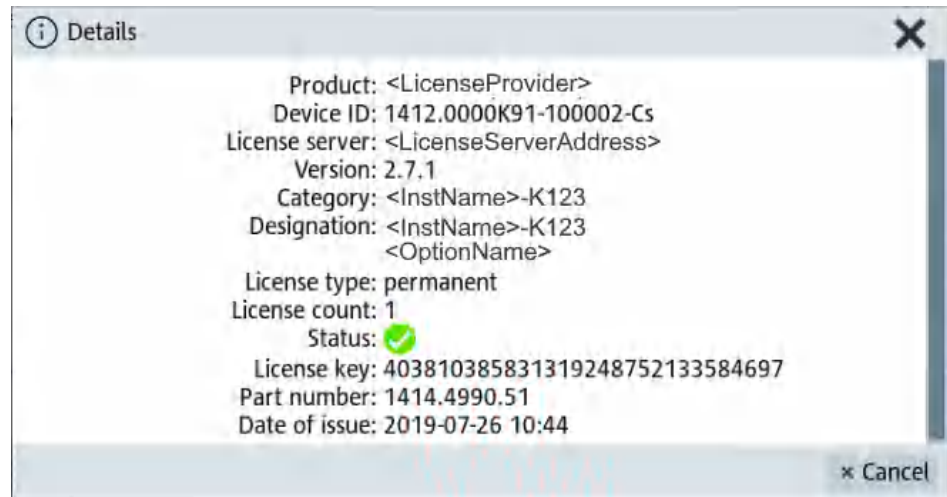 Details
Product: <LicenseProvider>
Device ID: 1412.0000K91-100002-Cs
License server: <LicenseServerAddress>
Version: 2.7.1
Category: <InstName>-K123
Designation: <InstName>-K123
<OptionName>
License type: permanent
License count: 1
Status:
License key: 403810385831319248752133584697
Part number: 1414.4990.51
Date of issue: 2019-07-26 10:44
× Cancel